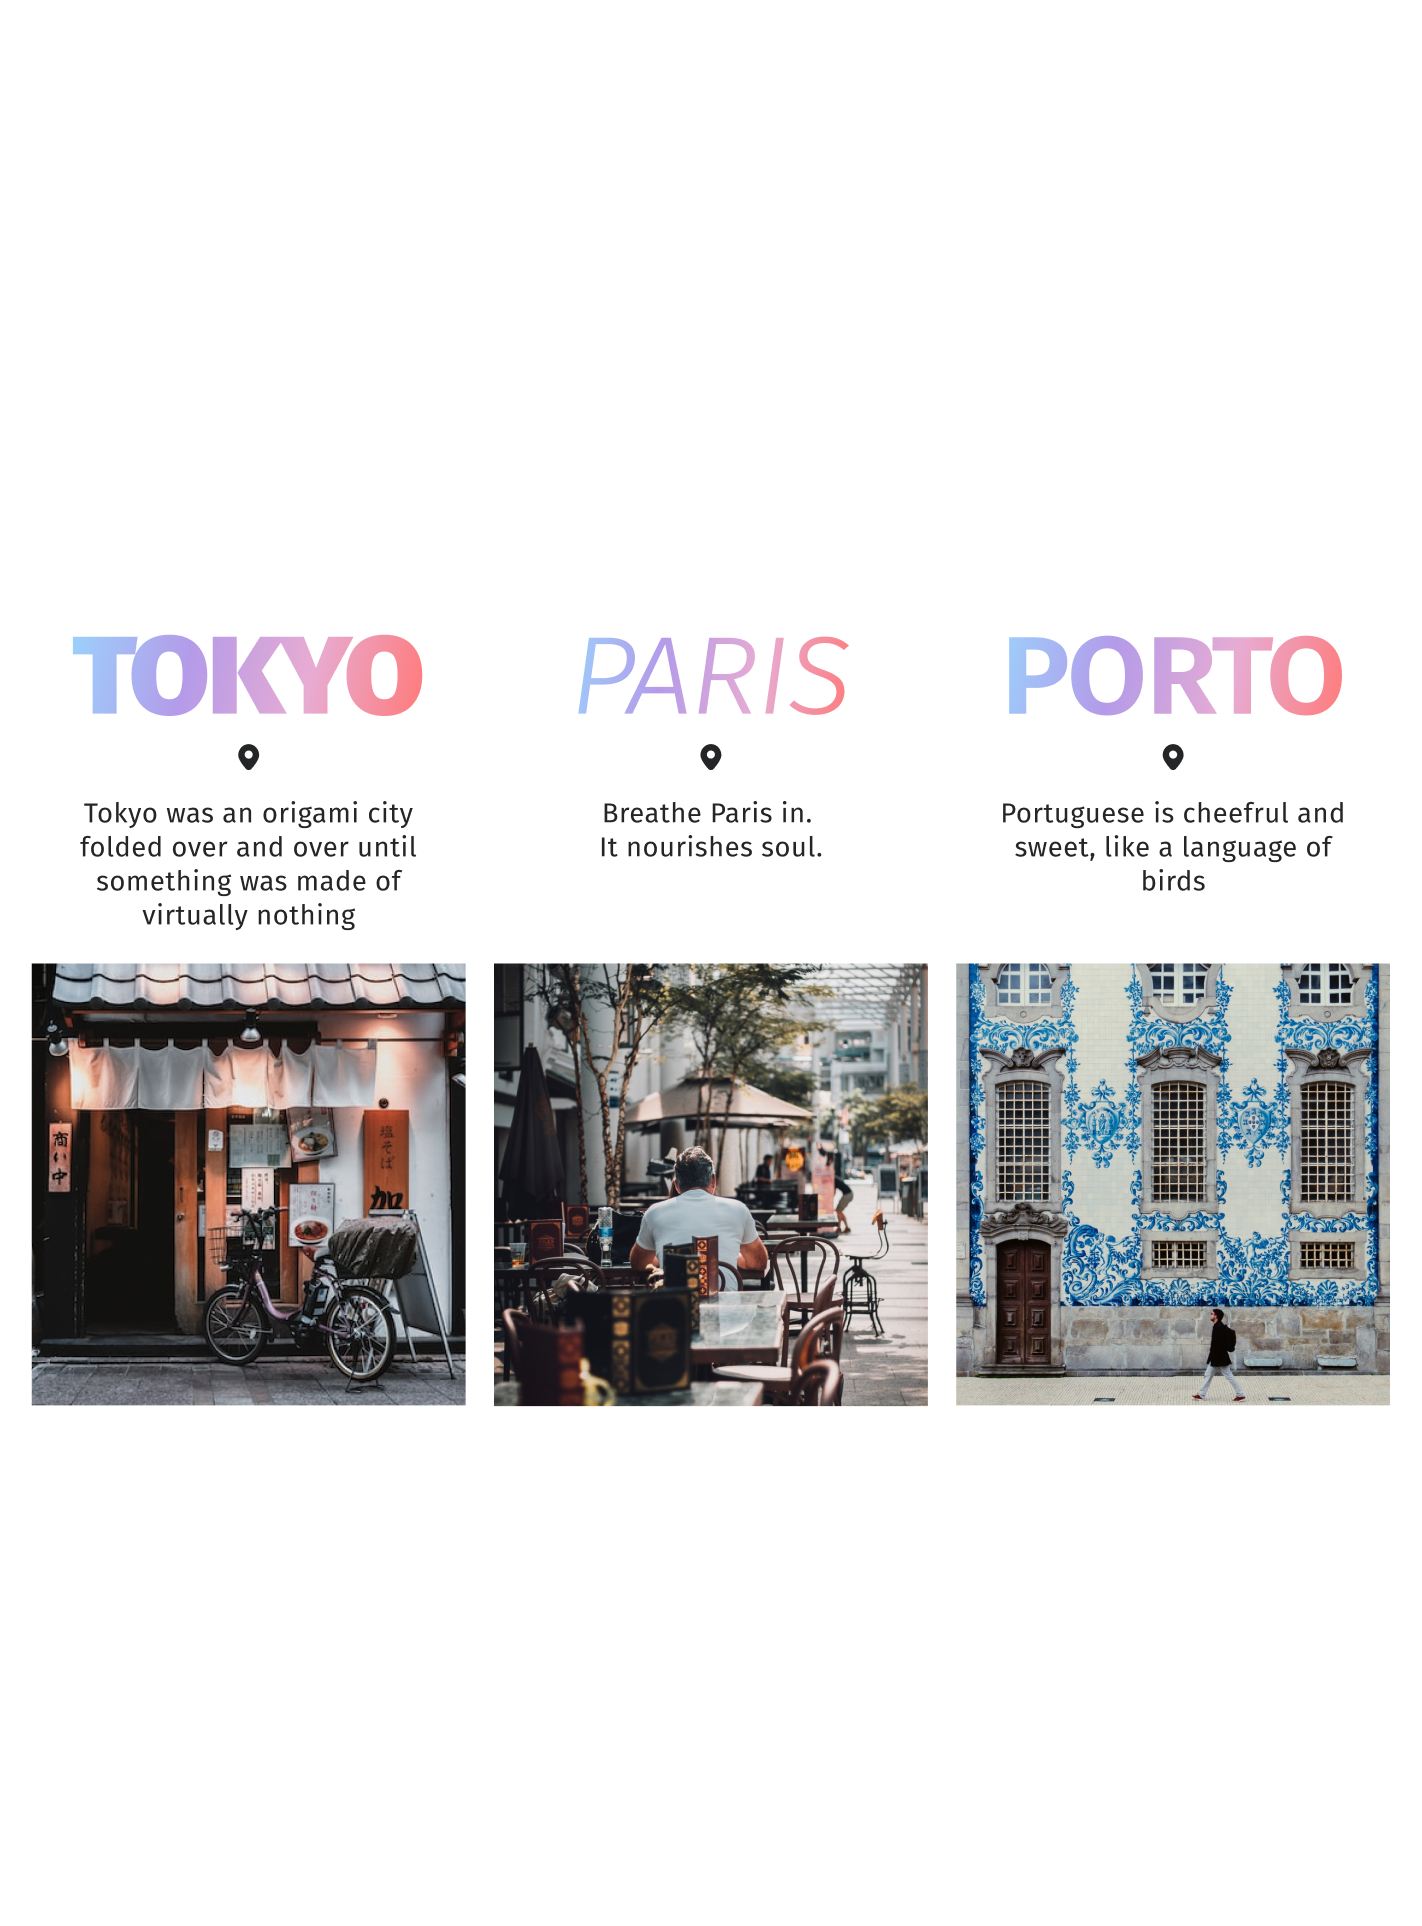 TOKYO
Tokyo was an origami city
folded over and over until
something was made of
virtually nothing
PARIS
Breathe Paris in.
It nourishes soul.
PORTO
Portuguese is cheefrul and
sweet, like a language of
birds
商い中
塩そば
加